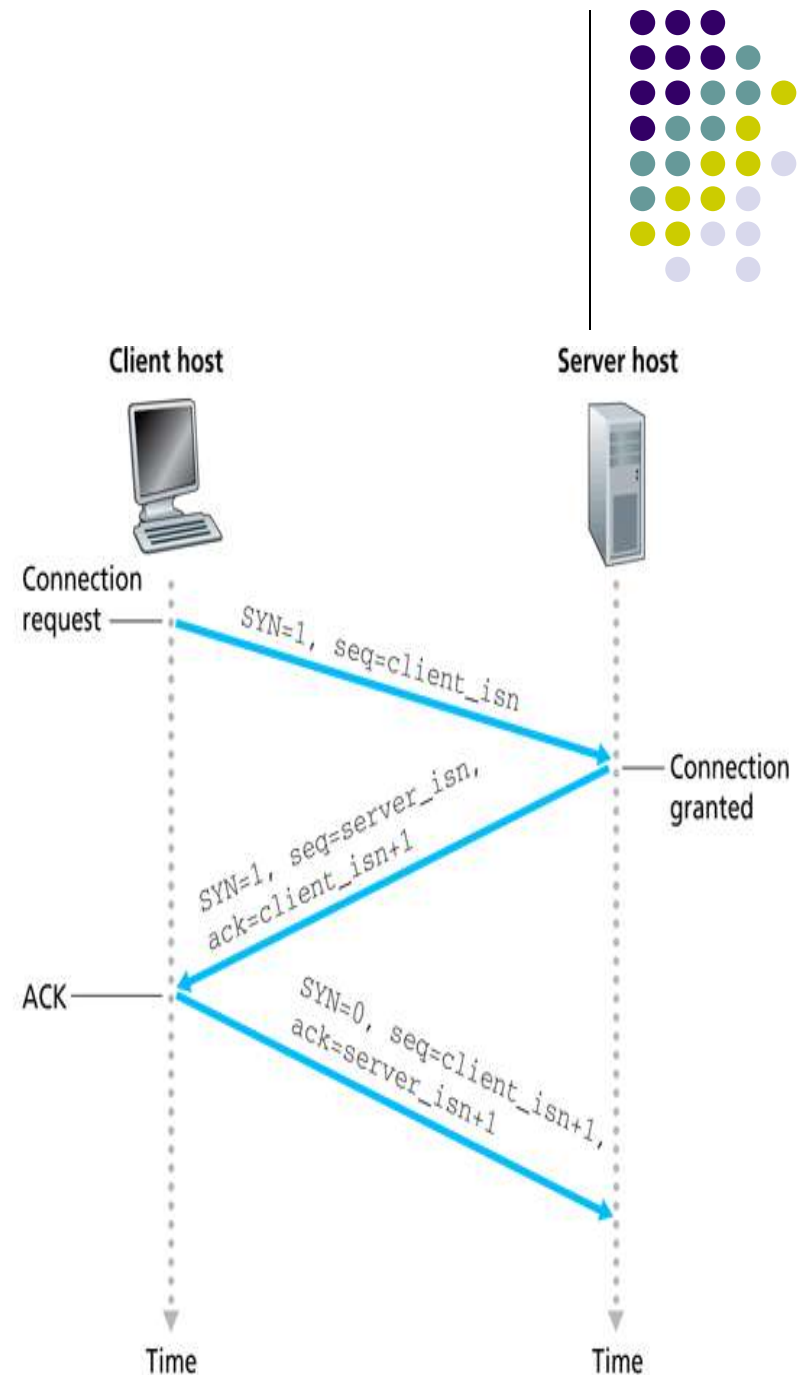 Client host
Server host
Connection
request
SYN=1, seq=client_isn
Connection
granted
SYN=1, seq=server_isn,
ack=client_isn+1
ACK
SYN=0, seq=client_isn+1,
ack=server_isn+1
Time
Time